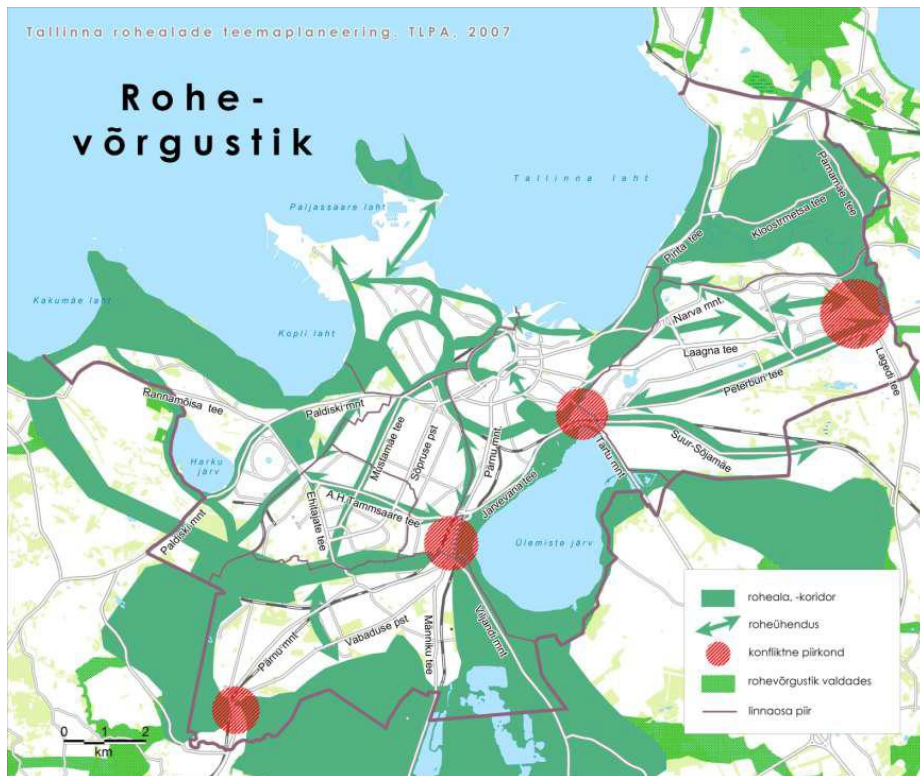 Tallinna rohealade teemaplaneering, TLPA, 2007
Rohe-
võrgustik
Tallinna laht
Paljassaare laht
Kakumäe laht
Kopli laht
Pärnamäe tee
Kloostrmetsa tee
Pirita tee
Narva mnt.
Laagna tee
Peterburi tee
Lagedi tee
Rannamõisa tee
Paldiski mnt
Mustamäe tee
Sõpruse pst
Pärnu mnt.
Tartu mnt.
Suur-Sõjamäe
Harku
järv
Ehitajate tee
A.H.Tammsaare tee
Järvevana tee
Paldiski mnt
Ülemiste järv
Pärnu mnt
Vabaduse pst
Männiku tee
Viljandi mnt
roheala, -koridor
roheühendus
konfliktne piirkond
rohevõrgustik valdades
linnaosa piir
0 1 2
km